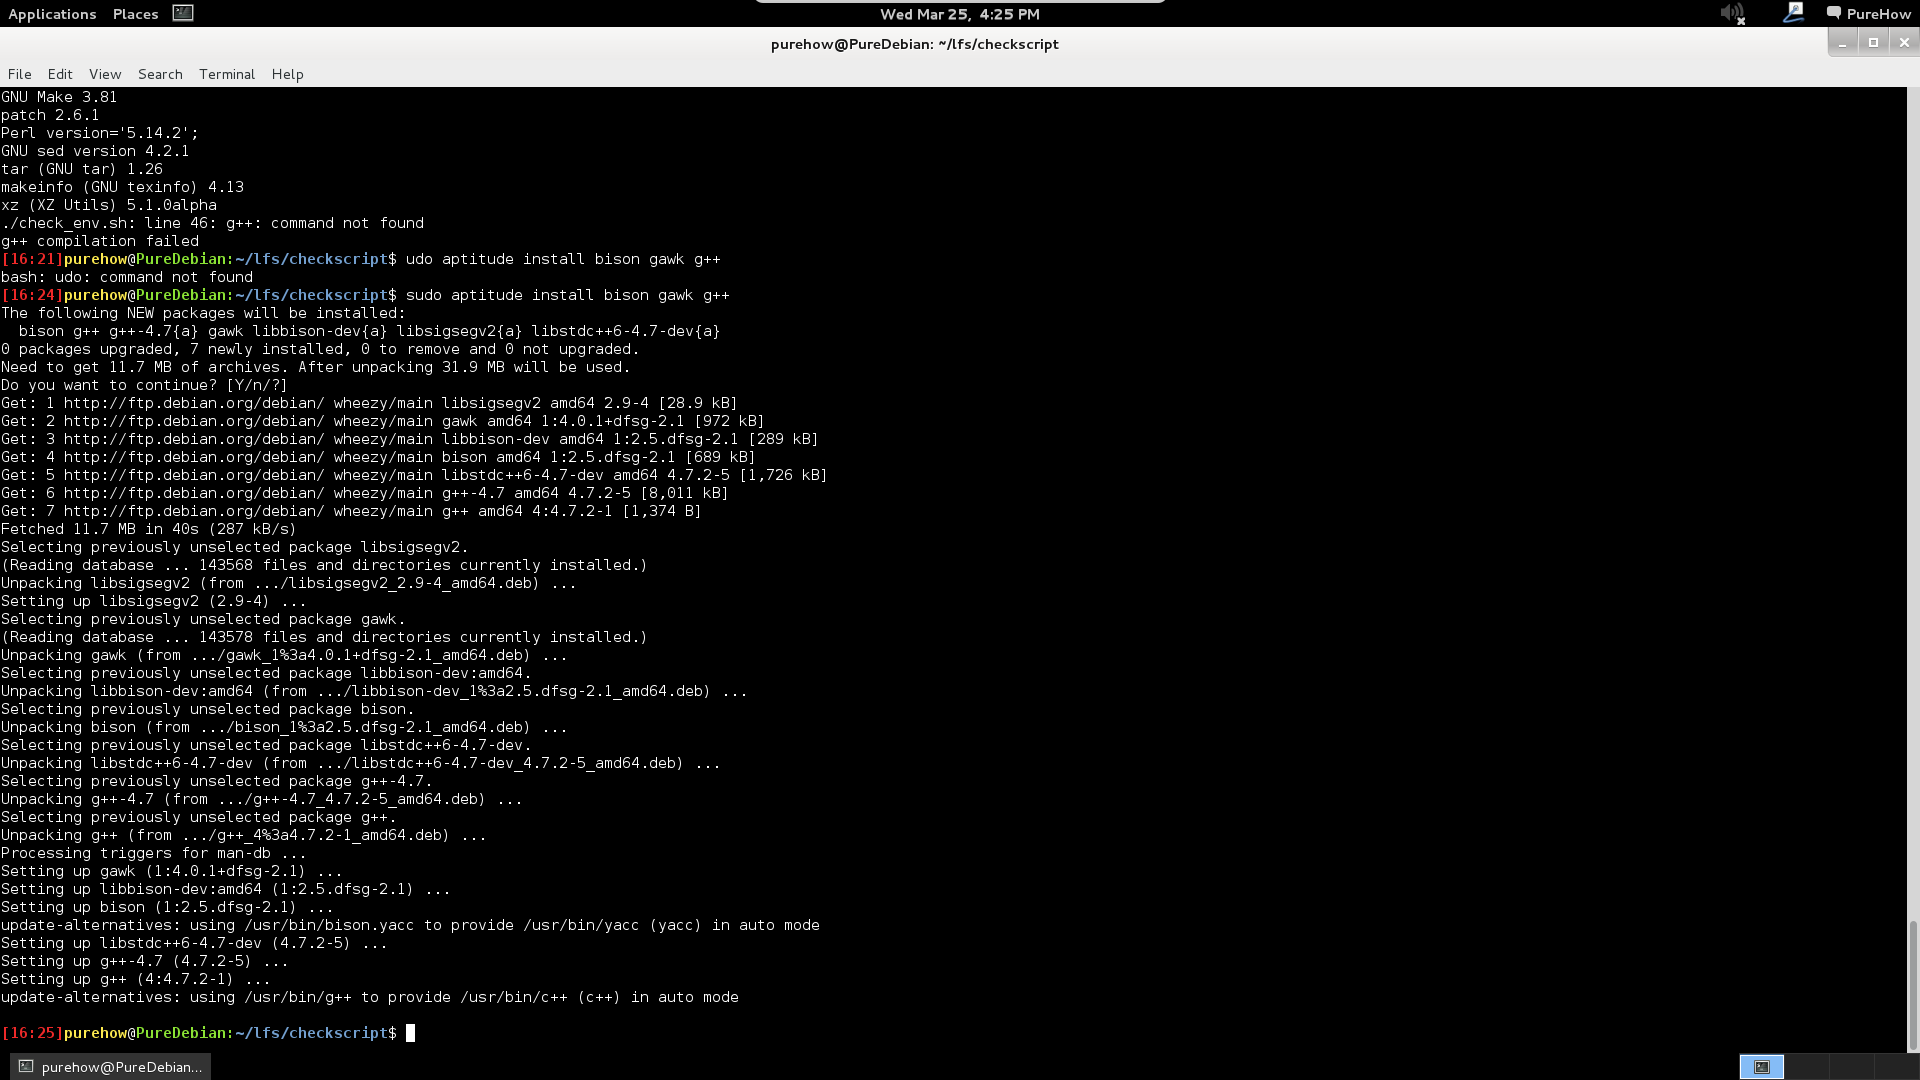 Applications Places Wed Mar 25, 4:25 PM PureHow
purehow@PureDebian: ~/lfs/checkscript
File Edit View Search Terminal Help
GNU Make 3.81
patch 2.6.1
Perl version='5.14.2';
GNU sed version 4.2.1
tar (GNU tar) 1.26
makeinfo (GNU texinfo) 4.13
xz (XZ Utils) 5.1.0alpha
./check_env.sh: line 46: g++: command not found
g++ compilation failed
[16:21]purehow@PureDebian:~/lfs/checkscript$ udo aptitude install bison gawk g++
bash: udo: command not found
[16:24]purehow@PureDebian:~/lfs/checkscript$ sudo aptitude install bison gawk g++
The following NEW packages will be installed:
  bison g++ g++-4.7{a} gawk libbison-dev{a} libsigsegv2{a} libstdc++6-4.7-dev{a}
0 packages upgraded, 7 newly installed, 0 to remove and 0 not upgraded.
Need to get 11.7 MB of archives. After unpacking 31.9 MB will be used.
Do you want to continue? [Y/n/?]
Get: 1 http://ftp.debian.org/debian/ wheezy/main libsigsegv2 amd64 2.9-4 [28.9 kB]
Get: 2 http://ftp.debian.org/debian/ wheezy/main gawk amd64 1:4.0.1+dfsg-2.1 [972 kB]
Get: 3 http://ftp.debian.org/debian/ wheezy/main libbison-dev amd64 1:2.5.dfsg-2.1 [289 kB]
Get: 4 http://ftp.debian.org/debian/ wheezy/main bison amd64 1:2.5.dfsg-2.1 [689 kB]
Get: 5 http://ftp.debian.org/debian/ wheezy/main libstdc++6-4.7-dev amd64 4.7.2-5 [1,726 kB]
Get: 6 http://ftp.debian.org/debian/ wheezy/main g++-4.7 amd64 4.7.2-5 [8,011 kB]
Get: 7 http://ftp.debian.org/debian/ wheezy/main g++ amd64 4:4.7.2-1 [1,374 B]
Fetched 11.7 MB in 40s (287 kB/s)
Selecting previously unselected package libsigsegv2.
(Reading database ... 143568 files and directories currently installed.)
Unpacking libsigsegv2 (from .../libsigsegv2_2.9-4_amd64.deb) ...
Setting up libsigsegv2 (2.9-4) ...
Selecting previously unselected package gawk.
(Reading database ... 143578 files and directories currently installed.)
Unpacking gawk (from .../gawk_1%3a4.0.1+dfsg-2.1_amd64.deb) ...
Selecting previously unselected package libbison-dev:amd64.
Unpacking libbison-dev:amd64 (from .../libbison-dev_1%3a2.5.dfsg-2.1_amd64.deb) ...
Selecting previously unselected package bison.
Unpacking bison (from .../bison_1%3a2.5.dfsg-2.1_amd64.deb) ...
Selecting previously unselected package libstdc++6-4.7-dev.
Unpacking libstdc++6-4.7-dev (from .../libstdc++6-4.7-dev_4.7.2-5_amd64.deb) ...
Selecting previously unselected package g++-4.7.
Unpacking g++-4.7 (from .../g++-4.7_4.7.2-5_amd64.deb) ...
Selecting previously unselected package g++.
Unpacking g++ (from .../g++_4%3a4.7.2-1_amd64.deb) ...
Processing triggers for man-db ...
Setting up gawk (1:4.0.1+dfsg-2.1) ...
Setting up libbison-dev:amd64 (1:2.5.dfsg-2.1) ...
Setting up bison (1:2.5.dfsg-2.1) ...
update-alternatives: using /usr/bin/bison.yacc to provide /usr/bin/yacc (yacc) in auto mode
Setting up libstdc++6-4.7-dev (4.7.2-5) ...
Setting up g++-4.7 (4.7.2-5) ...
Setting up g++ (4:4.7.2-1) ...
update-alternatives: using /usr/bin/g++ to provide /usr/bin/c++ (c++) in auto mode
[16:25]purehow@PureDebian:~/lfs/checkscript$
purehow@PureDebian...